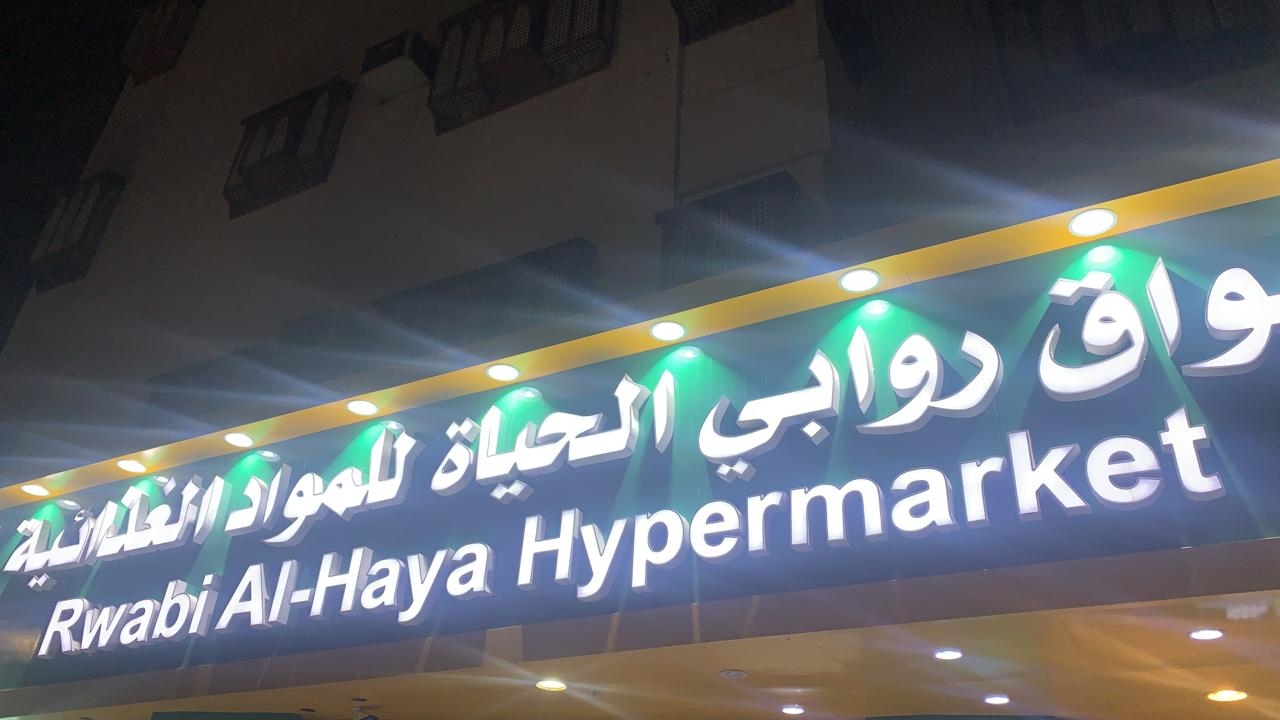 واق روابي الحياة للمواد الغذائية
Rwabi Al-Haya Hypermarket